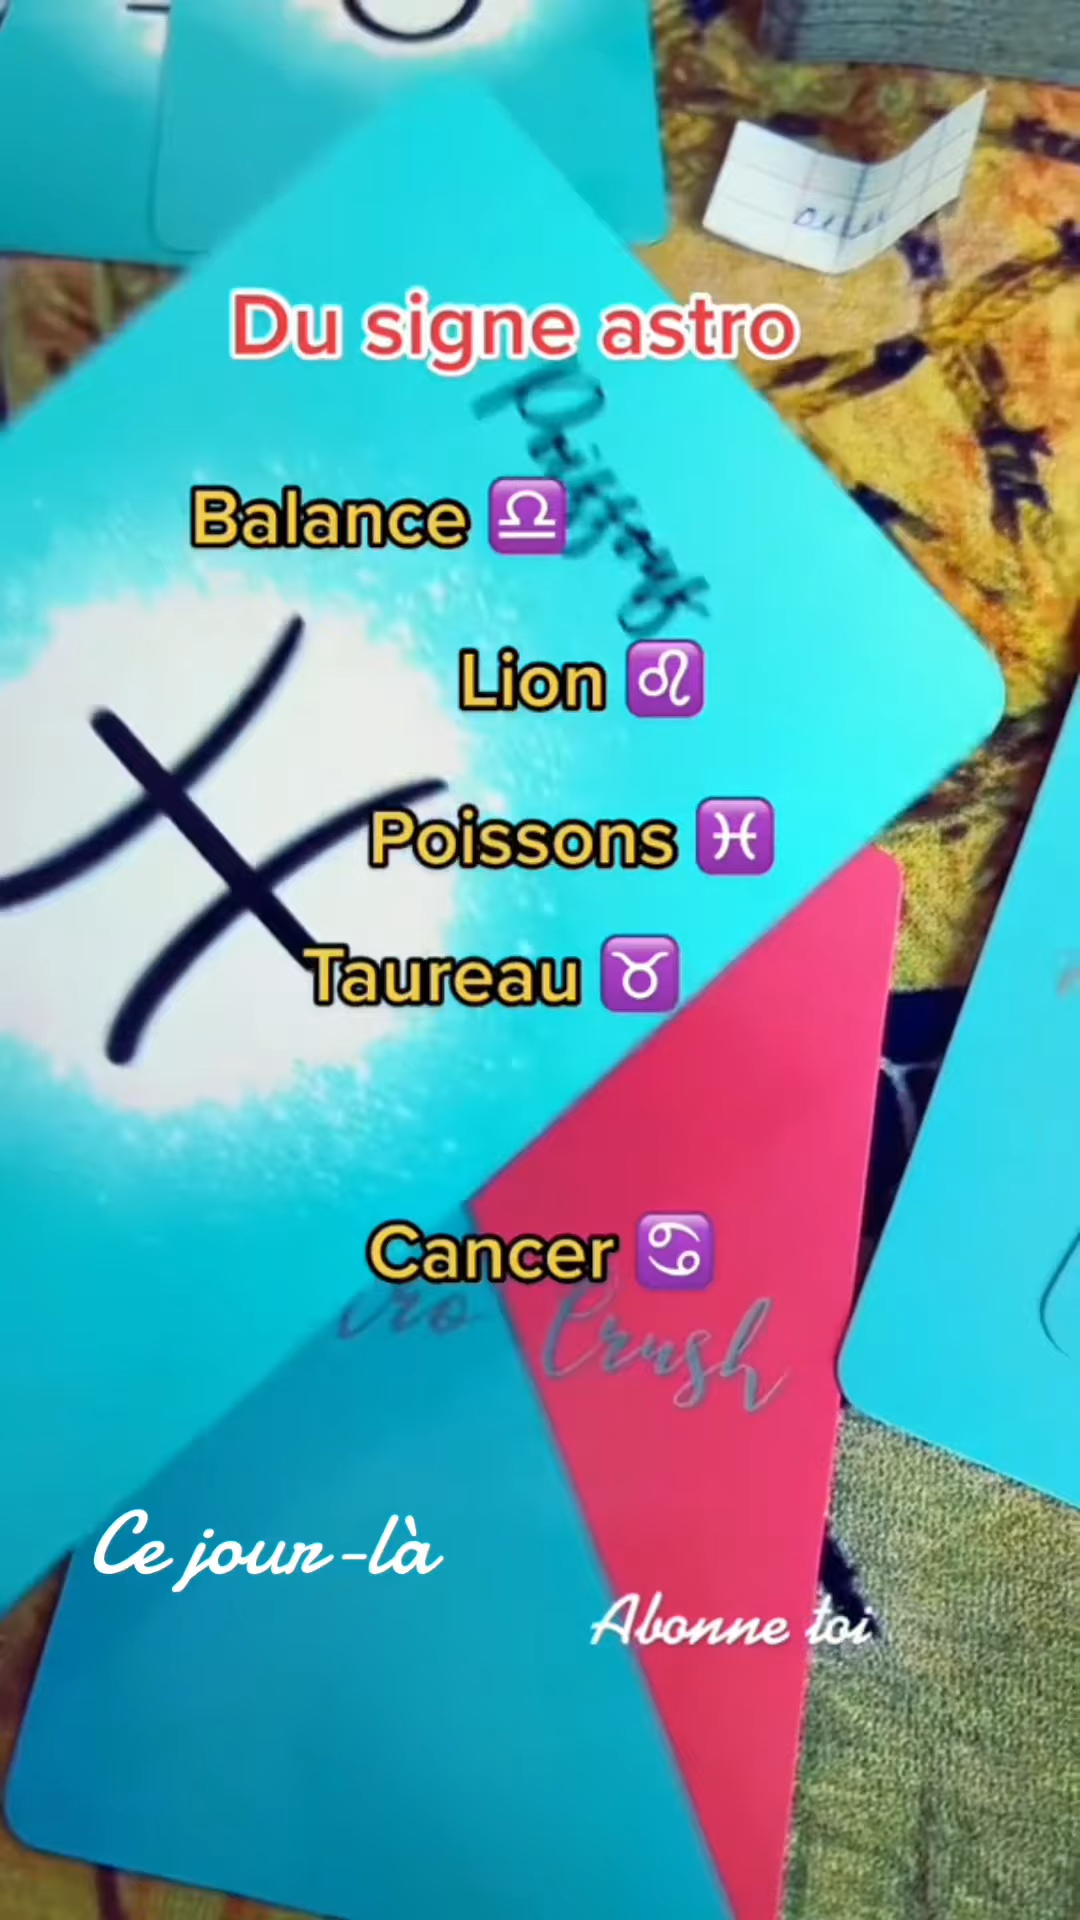 Du signe astro
Balance ♎
Lion ♌
Poissons ♓
Taureau ♉
Cancer ♋
Crush
Ce jour-là
Abonne toi